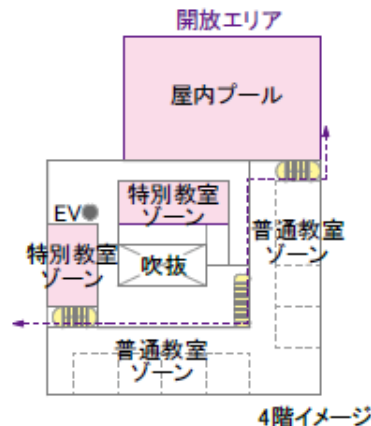 開放エリア
屋内プール
特別教室
ゾーン
EV
普通教室
ゾーン
特別教室
ゾーン
吹抜
普通教室
ゾーン
4階イメージ